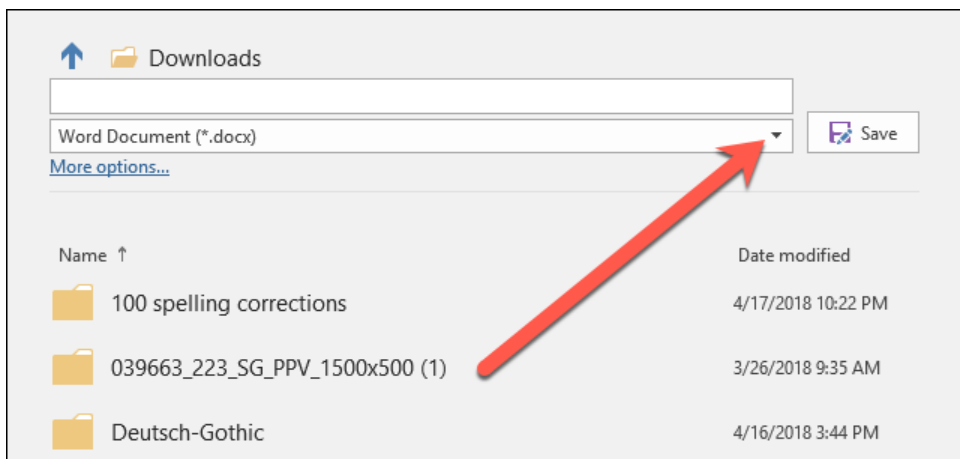 Downloads
Word Document (*.docx)
Save
More options...
Name ↑ Date modified
100 spelling corrections 4/17/2018 10:22 PM
039663_223_SG_PPV_1500x500 (1) 3/26/2018 9:35 AM
Deutsch-Gothic 4/16/2018 3:44 PM